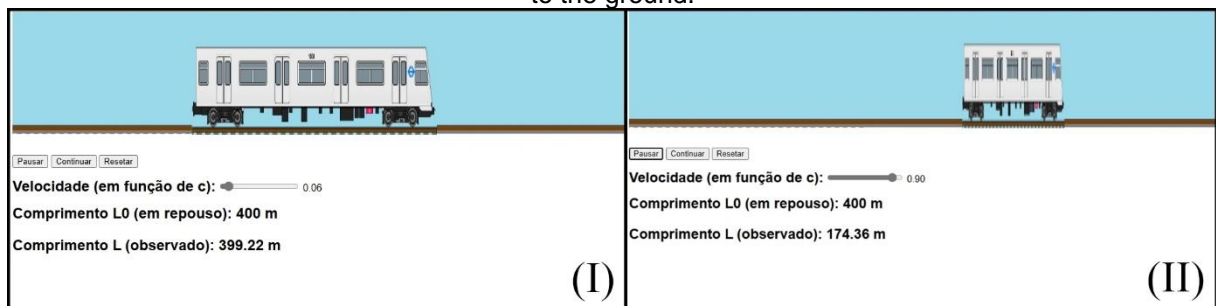 to the ground.
Pausar Continuar Resetar
Velocidade (em função de c): 0.06
Comprimento L0 (em repouso): 400 m
Comprimento L (observado): 399.22 m
(I)
Pausar Continuar Resetar
Velocidade (em função de c): 0.90
Comprimento L0 (em repouso): 400 m
Comprimento L (observado): 174.36 m
(II)